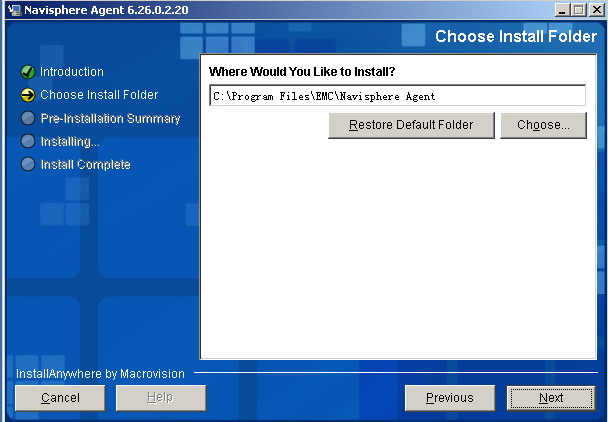 Navisphere Agent 6.26.0.2.20
Choose Install Folder
Introduction
Choose Install Folder
Pre-Installation Summary
Installing...
Install Complete
Where Would You Like to Install?
C:\Program Files\EMC\Navisphere Agent
Restore Default Folder
Choose...
InstallAnywhere by Macrovision
Cancel
Help
Previous
Next